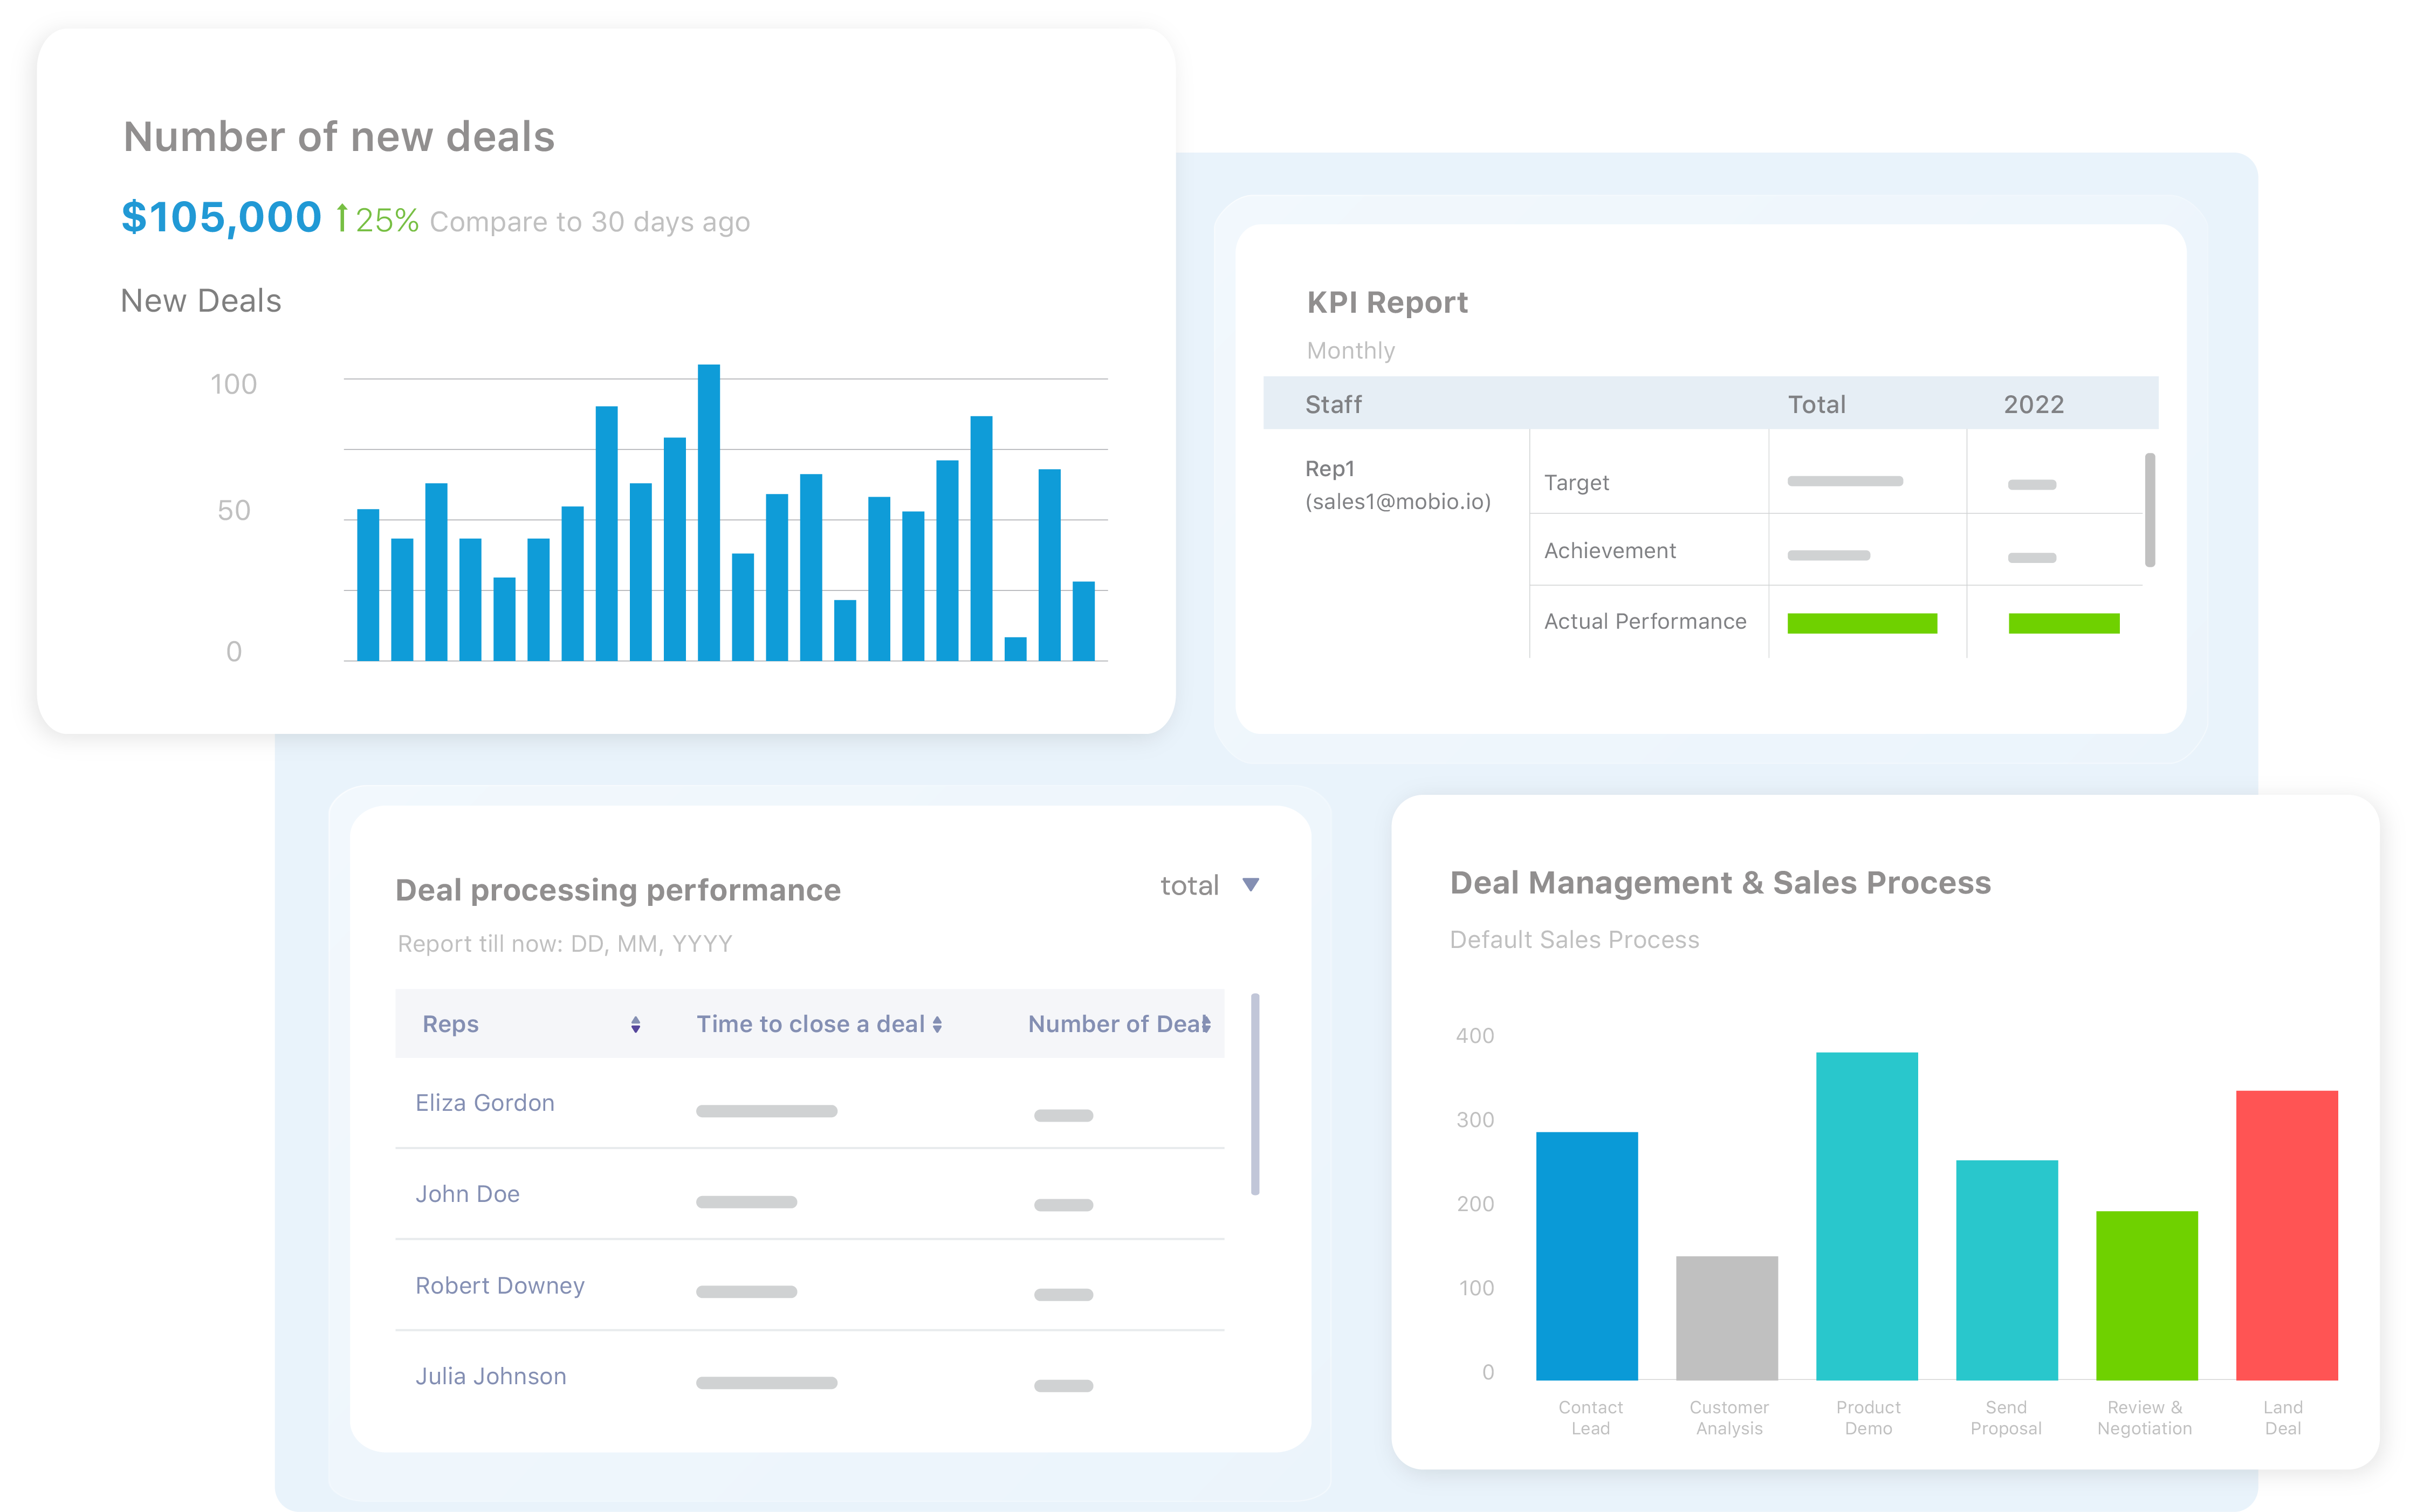 Number of new deals
$105,000 ↑25% Compare to 30 days ago
New Deals
100
50
0
KPI Report
Monthly
Staff Total 2022
Rep1
(sales1@mobio.io)
Target
Achievement
Actual Performance
Deal processing performance total ▼
Report till now: DD, MM, YYYY
Reps Time to close a deal Number of Deal
Eliza Gordon
John Doe
Robert Downey
Julia Johnson
Deal Management & Sales Process
Default Sales Process
400
300
200
100
0
Contact Lead
Customer Analysis
Product Demo
Send Proposal
Review & Negotiation
Land Deal